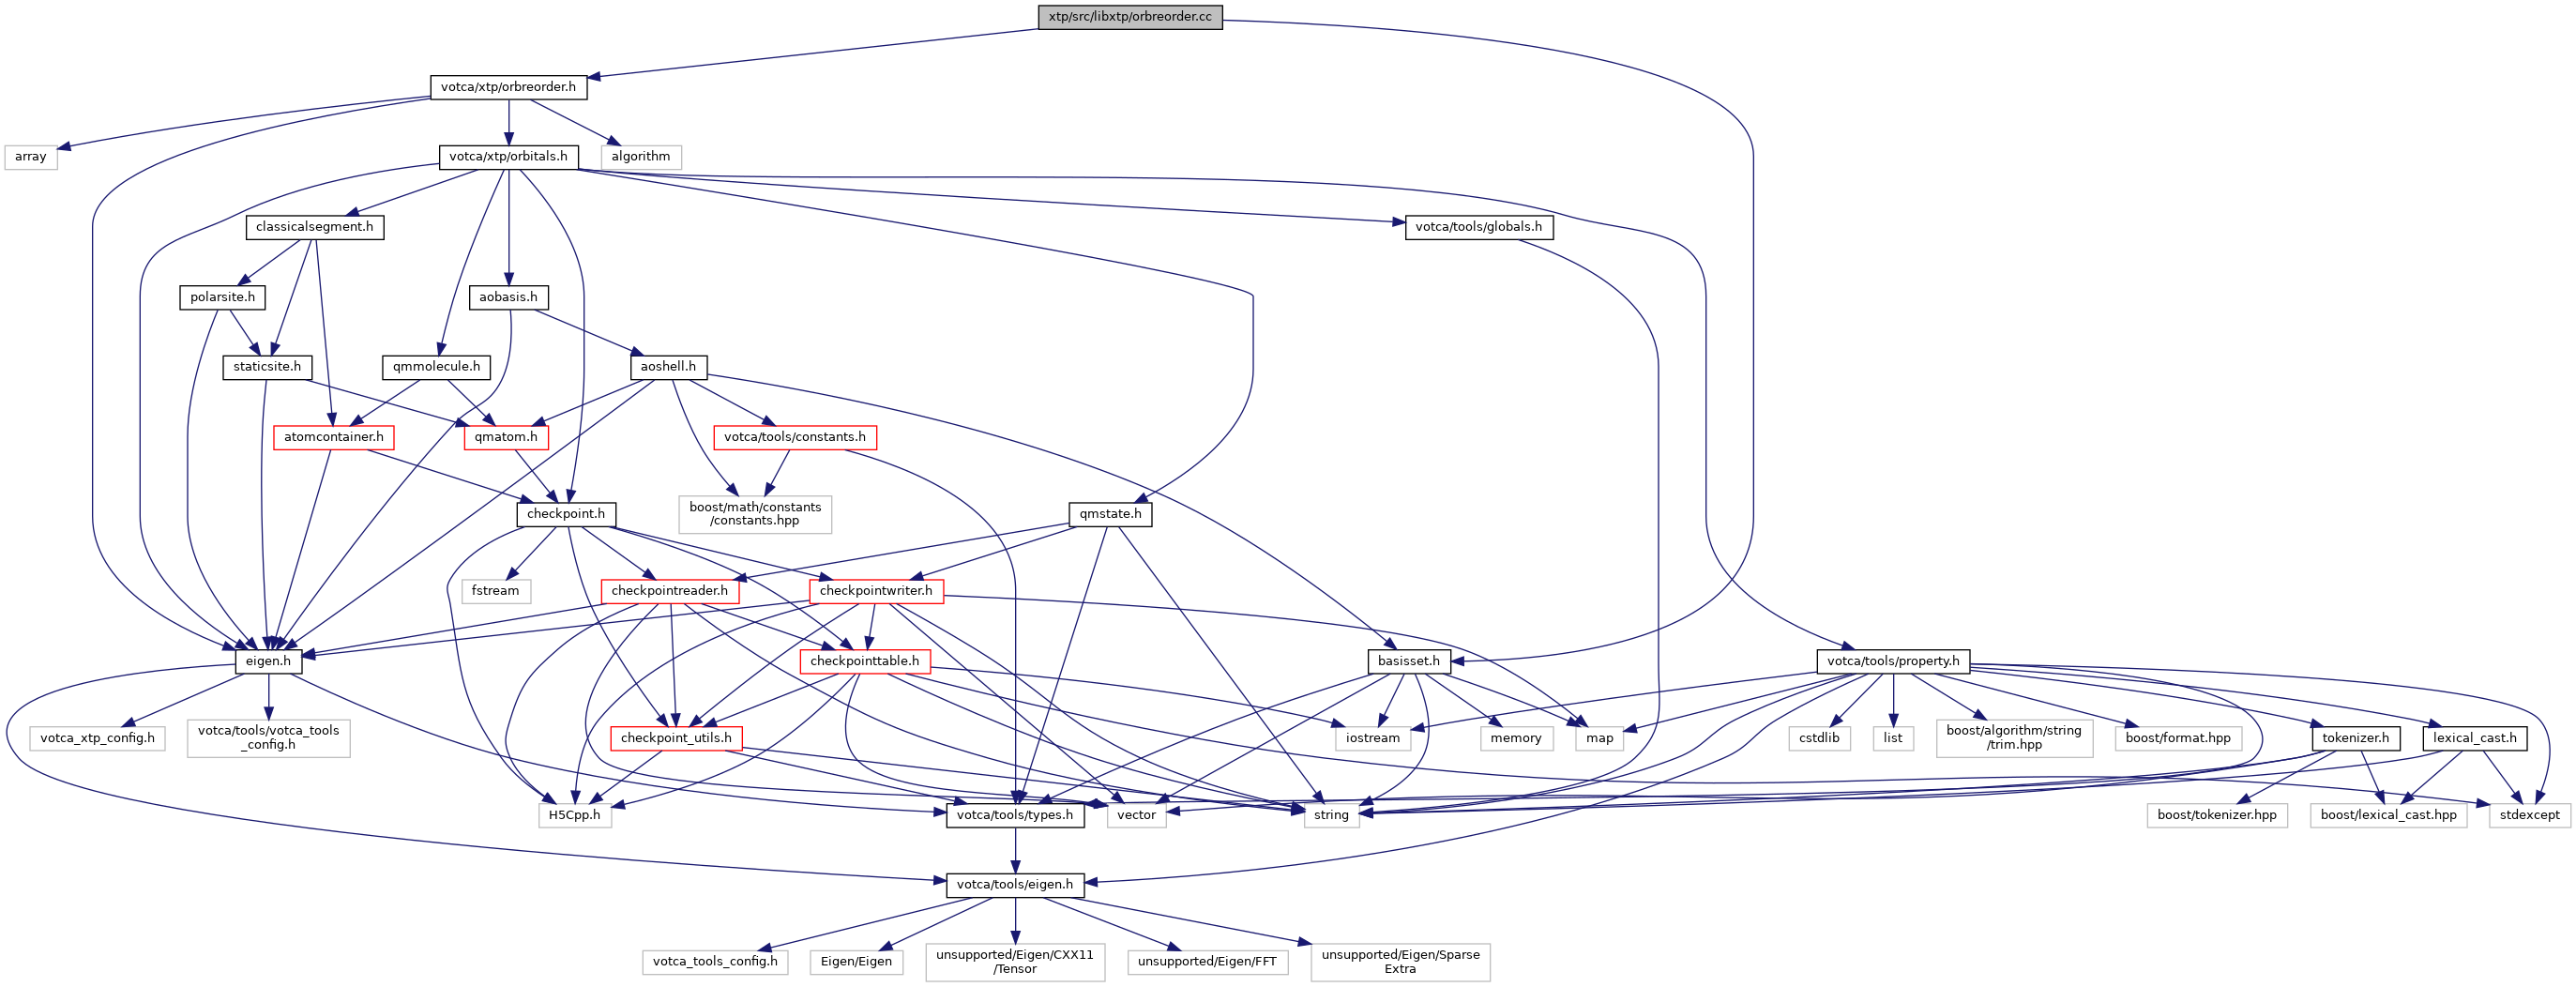 xtp/src/libxtp/orbreorder.cc
votca/xtp/orbreorder.h
array
votca/xtp/orbitals.h
algorithm
classicalsegment.h
votca/tools/globals.h
polarsite.h
aobasis.h
staticsite.h
qmmolecule.h
aoshell.h
atomcontainer.h
qmatom.h
votca/tools/constants.h
checkpoint.h
boost/math/constants
/constants.hpp
qmstate.h
fstream
checkpointreader.h
checkpointwriter.h
eigen.h
checkpointtable.h
basisset.h
votca/tools/property.h
votca_xtp_config.h
votca/tools/votca_tools
_config.h
checkpoint_utils.h
iostream
memory
map
cstdlib
list
boost/algorithm/string
/trim.hpp
boost/format.hpp
tokenizer.h
lexical_cast.h
H5Cpp.h
votca/tools/types.h
vector
string
boost/tokenizer.hpp
boost/lexical_cast.hpp
stdexcept
votca/tools/eigen.h
votca_tools_config.h
Eigen/Eigen
unsupported/Eigen/CXX11
/Tensor
unsupported/Eigen/FFT
unsupported/Eigen/Sparse
Extra